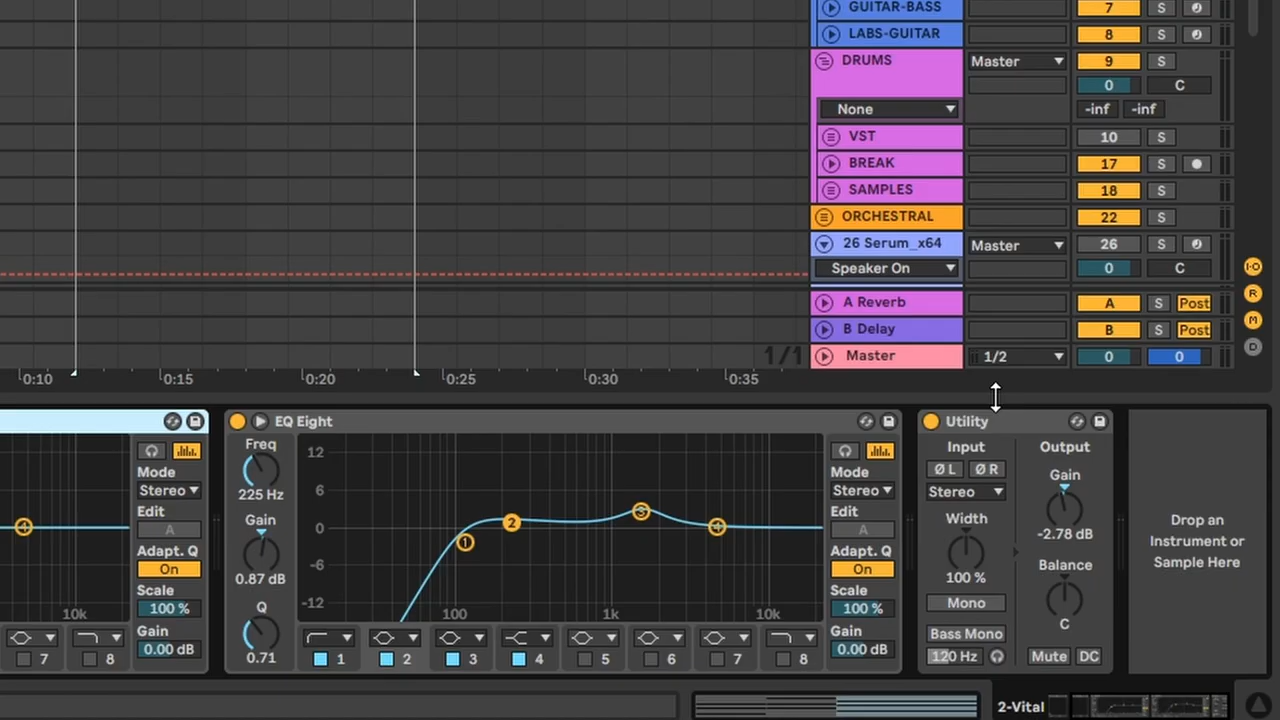 GUITAR-BASS 7 S
LABS-GUITAR 8 S
DRUMS Master 9 S
0 C
None -inf -inf
VST 10 S
BREAK 17 S
SAMPLES 18 S
ORCHESTRAL 22 S
26 Serum_x64 Master 26 S
Speaker On 0 C
A Reverb A S Post
B Delay B S Post
1/1 Master 1/2 0 0
I·O
R
M
D
0:10 0:15 0:20 0:25 0:30 0:35
Mode
Stereo
Edit
A
Adapt. Q
On
Scale
100 %
Gain
0.00 dB
4
10k
7 8
EQ Eight
Freq
225 Hz
Gain
0.87 dB
Q
0.71
12
6
0
-6
-12
1 2 3 4
100 1k 10k
1 2 3 4 5 6 7 8
Mode
Stereo
Edit
A
Adapt. Q
On
Scale
100 %
Gain
0.00 dB
Utility
Input
Ø L Ø R
Stereo
Width
100 %
Mono
Bass Mono
120 Hz
Output
Gain
-2.78 dB
Balance
C
Mute DC
Drop an
Instrument or
Sample Here
2-Vital